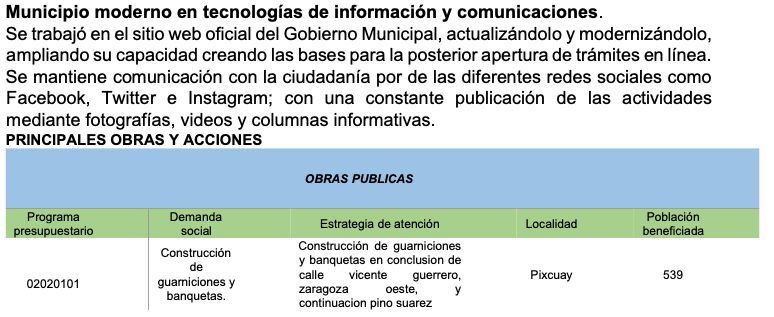 Municipio moderno en tecnologías de información y comunicaciones.
Se trabajó en el sitio web oficial del Gobierno Municipal, actualizándolo y modernizándolo,
ampliando su capacidad creando las bases para la posterior apertura de trámites en línea.
Se mantiene comunicación con la ciudadanía por de las diferentes redes sociales como
Facebook, Twitter e Instagram; con una constante publicación de las actividades
mediante fotografías, videos y columnas informativas.
PRINCIPALES OBRAS Y ACCIONES
OBRAS PUBLICAS
Programa
presupuestario
Demanda
social
Estrategia de atención
Localidad
Población
beneficiada
02020101
Construcción
de
guarniciones y
banquetas.
Construcción de guarniciones
y banquetas en conclusion de
calle vicente guerrero,
zaragoza oeste, y
continuacion pino suarez
Pixcuay
539